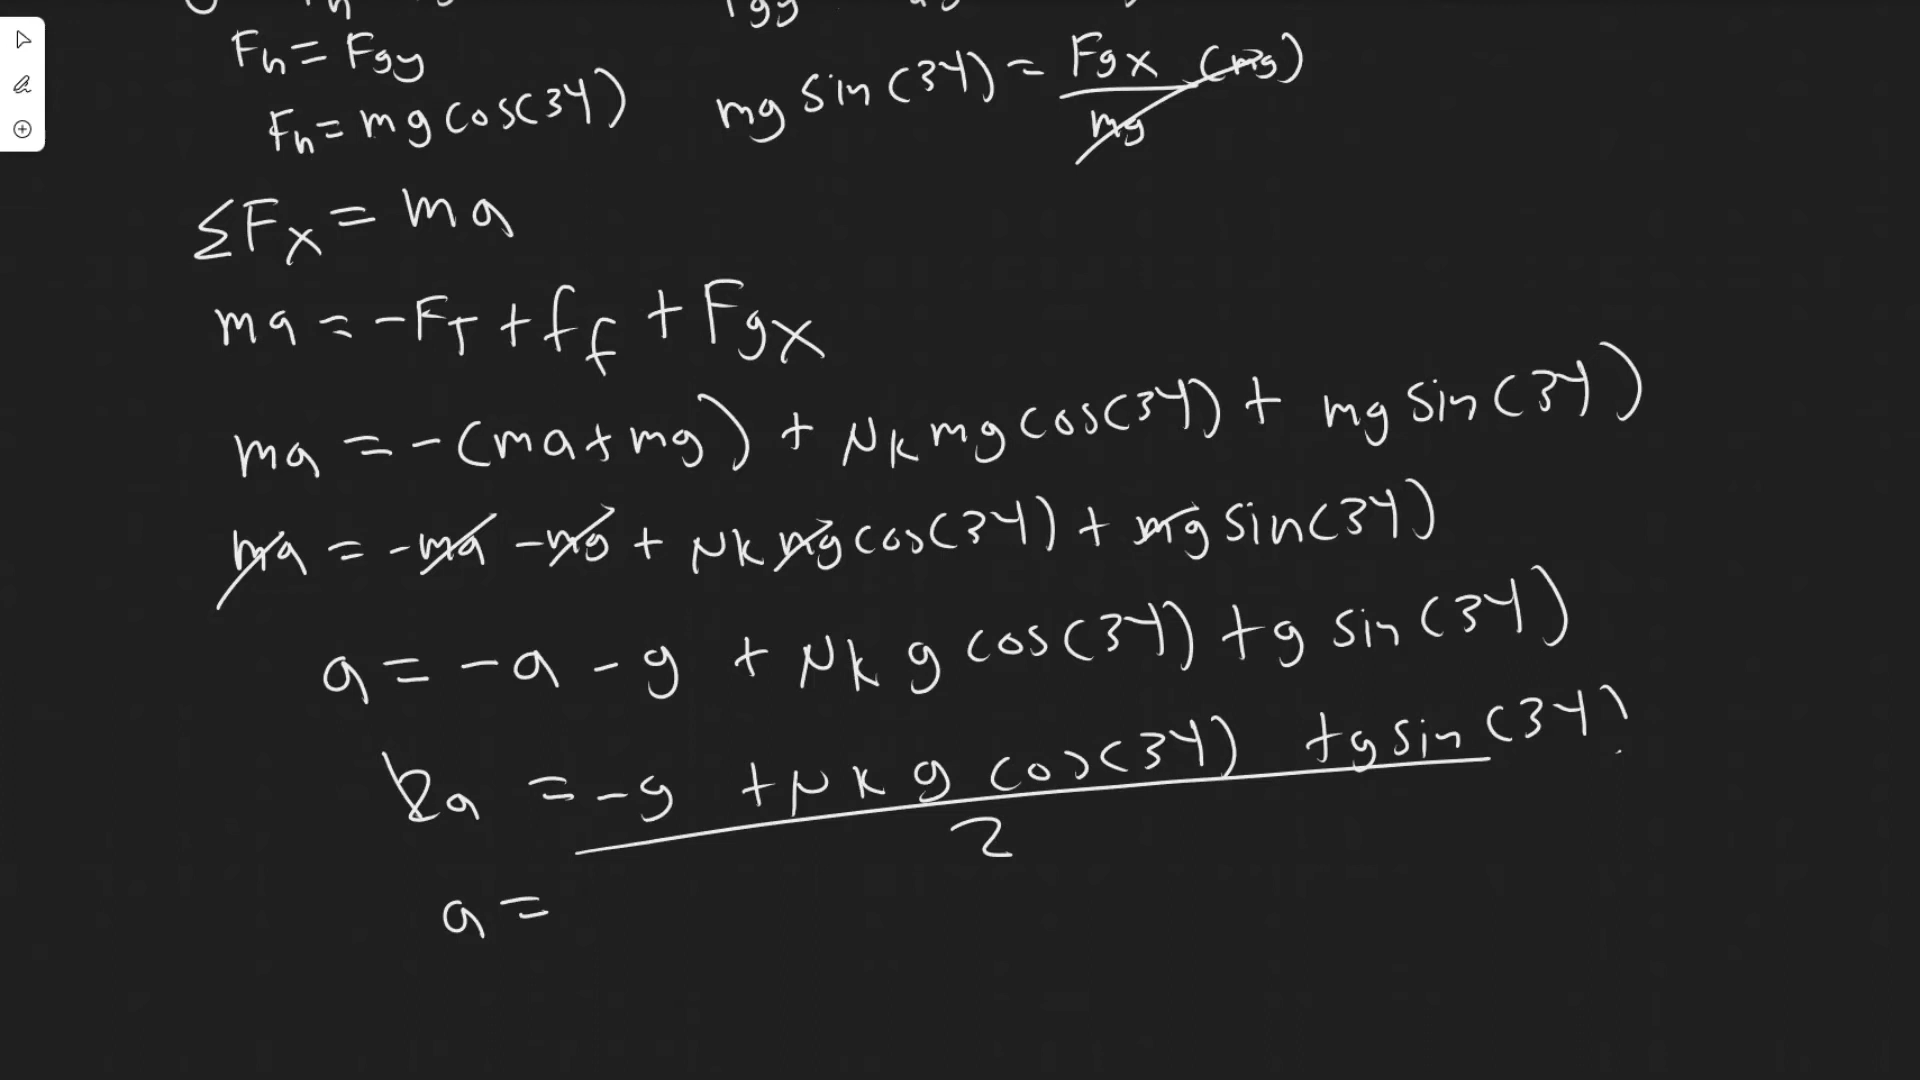 Fn = Fgy
mg sin(34) = Fgx (mg) / mg
Fn = mg cos(34)
ΣFx = ma
ma = -FT + ff + Fgx
ma = -(ma + mg) + μk mg cos(34) + mg sin(34)
ma = -ma - mg + μk mg cos(34) + mg sin(34)
a = -a - g + μk g cos(34) + g sin(34)
2a = -g + μk g cos(34) + g sin(34)
2
a =